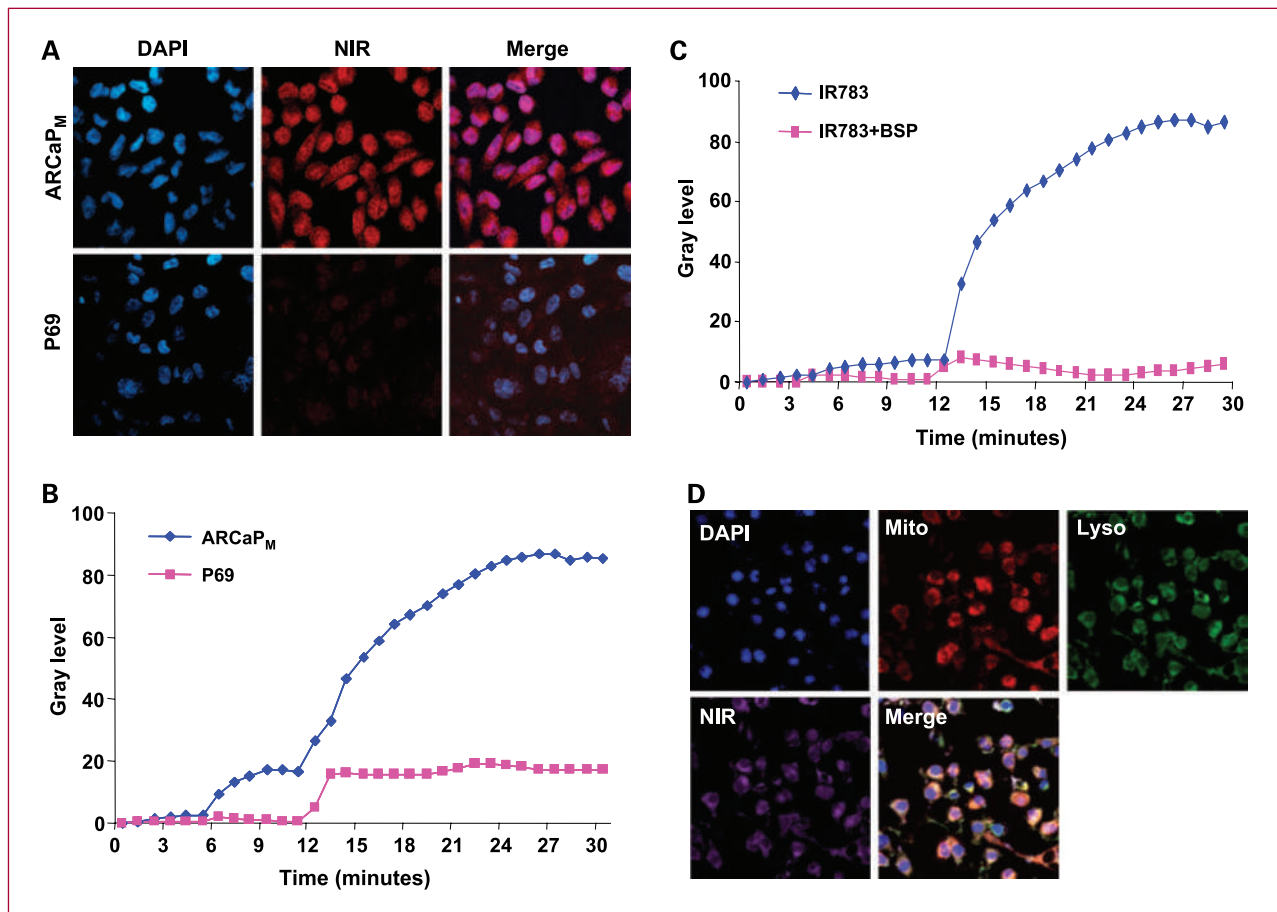 A
DAPI NIR Merge
ARCaPM
P69
B
100
80
60
40
20
0
Gray level
ARCaPM
P69
0 3 6 9 12 15 18 21 24 27 30
Time (minutes)
C
100
80
60
40
20
0
Gray level
IR783
IR783+BSP
0 3 6 9 12 15 18 21 24 27 30
Time (minutes)
D
DAPI Mito Lyso
NIR Merge